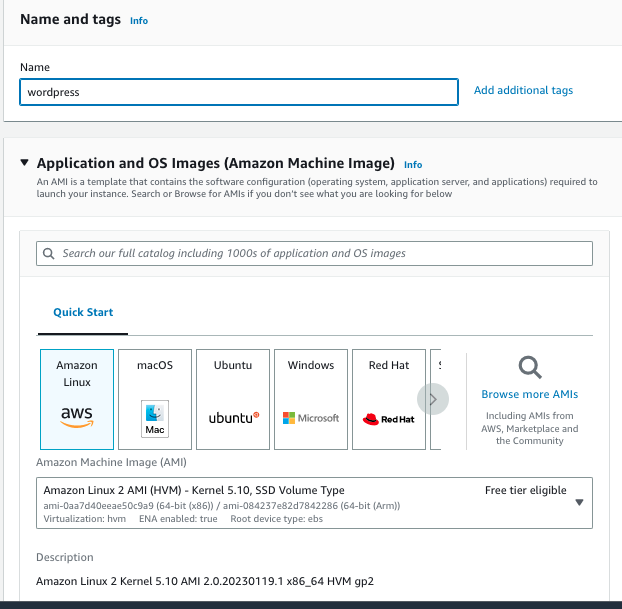 Name and tags Info
Name
wordpress
Add additional tags
Application and OS Images (Amazon Machine Image) Info
An AMI is a template that contains the software configuration (operating system, application server, and applications) required to
launch your instance. Search or Browse for AMIs if you don't see what you are looking for below
Search our full catalog including 1000s of application and OS images
Quick Start
Amazon
Linux
aws
macOS
Mac
Ubuntu
ubuntu
Windows
Microsoft
Red Hat
Red Hat
Browse more AMIs
Including AMIs from
AWS, Marketplace and
the Community
Amazon Machine Image (AMI)
Amazon Linux 2 AMI (HVM) - Kernel 5.10, SSD Volume Type
Free tier eligible
ami-0aa7d40eeae50c9a9 (64-bit (x86)) / ami-084237e82d7842286 (64-bit (Arm))
Virtualization: hvm ENA enabled: true Root device type: ebs
Description
Amazon Linux 2 Kernel 5.10 AMI 2.0.20230119.1 x86_64 HVM gp2